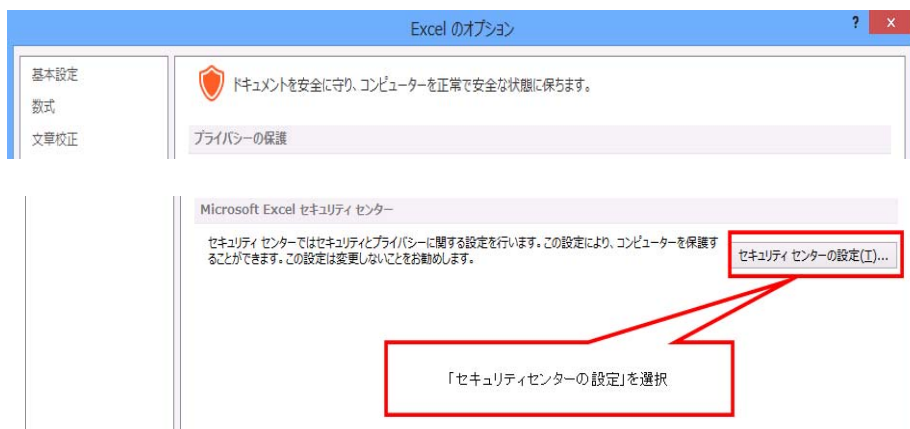 Excel のオプション
? x
基本設定
数式
文章校正
ドキュメントを安全に守り、コンピューターを正常で安全な状態に保ちます。
プライバシーの保護
Microsoft Excel セキュリティ センター
セキュリティ センターではセキュリティとプライバシーに関する設定を行います。この設定により、コンピューターを保護す
ることができます。この設定は変更しないことをお勧めします。
セキュリティ センターの設定(T)...
「セキュリティセンターの設定」を選択